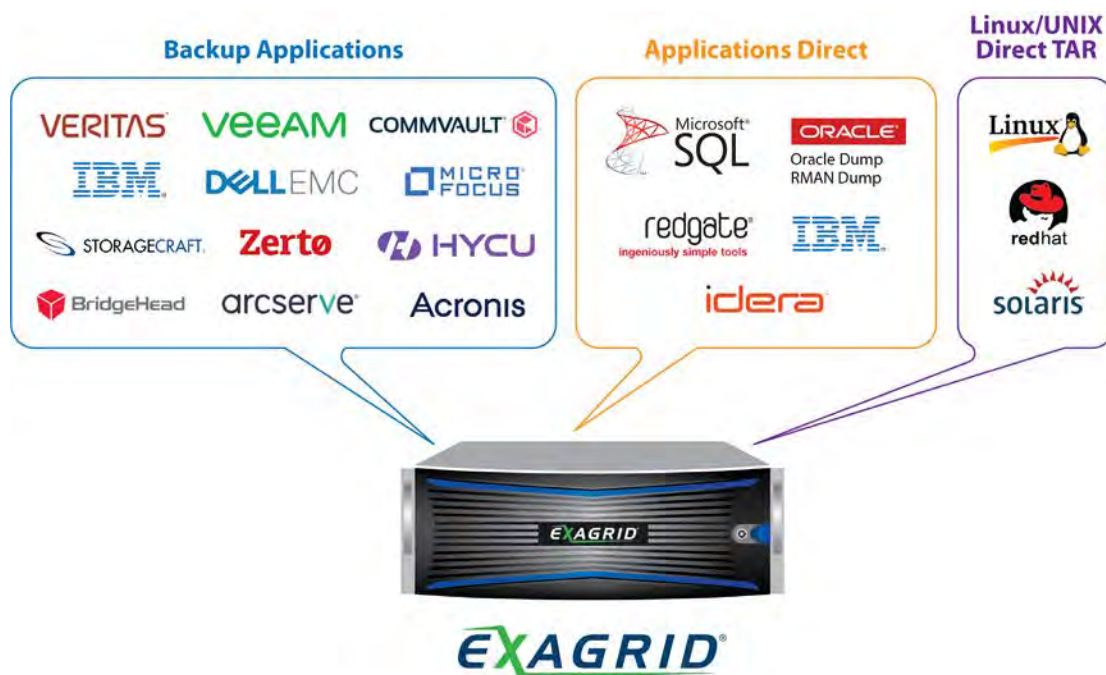 Backup Applications
Applications Direct
Linux/UNIX
Direct TAR
VERITAS
veeAM
COMMVAULT
IBM
DELLEMC
MICRO
FOCUS
STORAGECRAFT
Zerto
HYCU
BridgeHead
arcserve
Acronis
Microsoft®
SQL
ORACLE®
Oracle Dump
RMAN Dump
redgate®
ingeniously simple tools
IBM
idera
Linux
redhat
solaris
EXAGRID
EXAGRID®